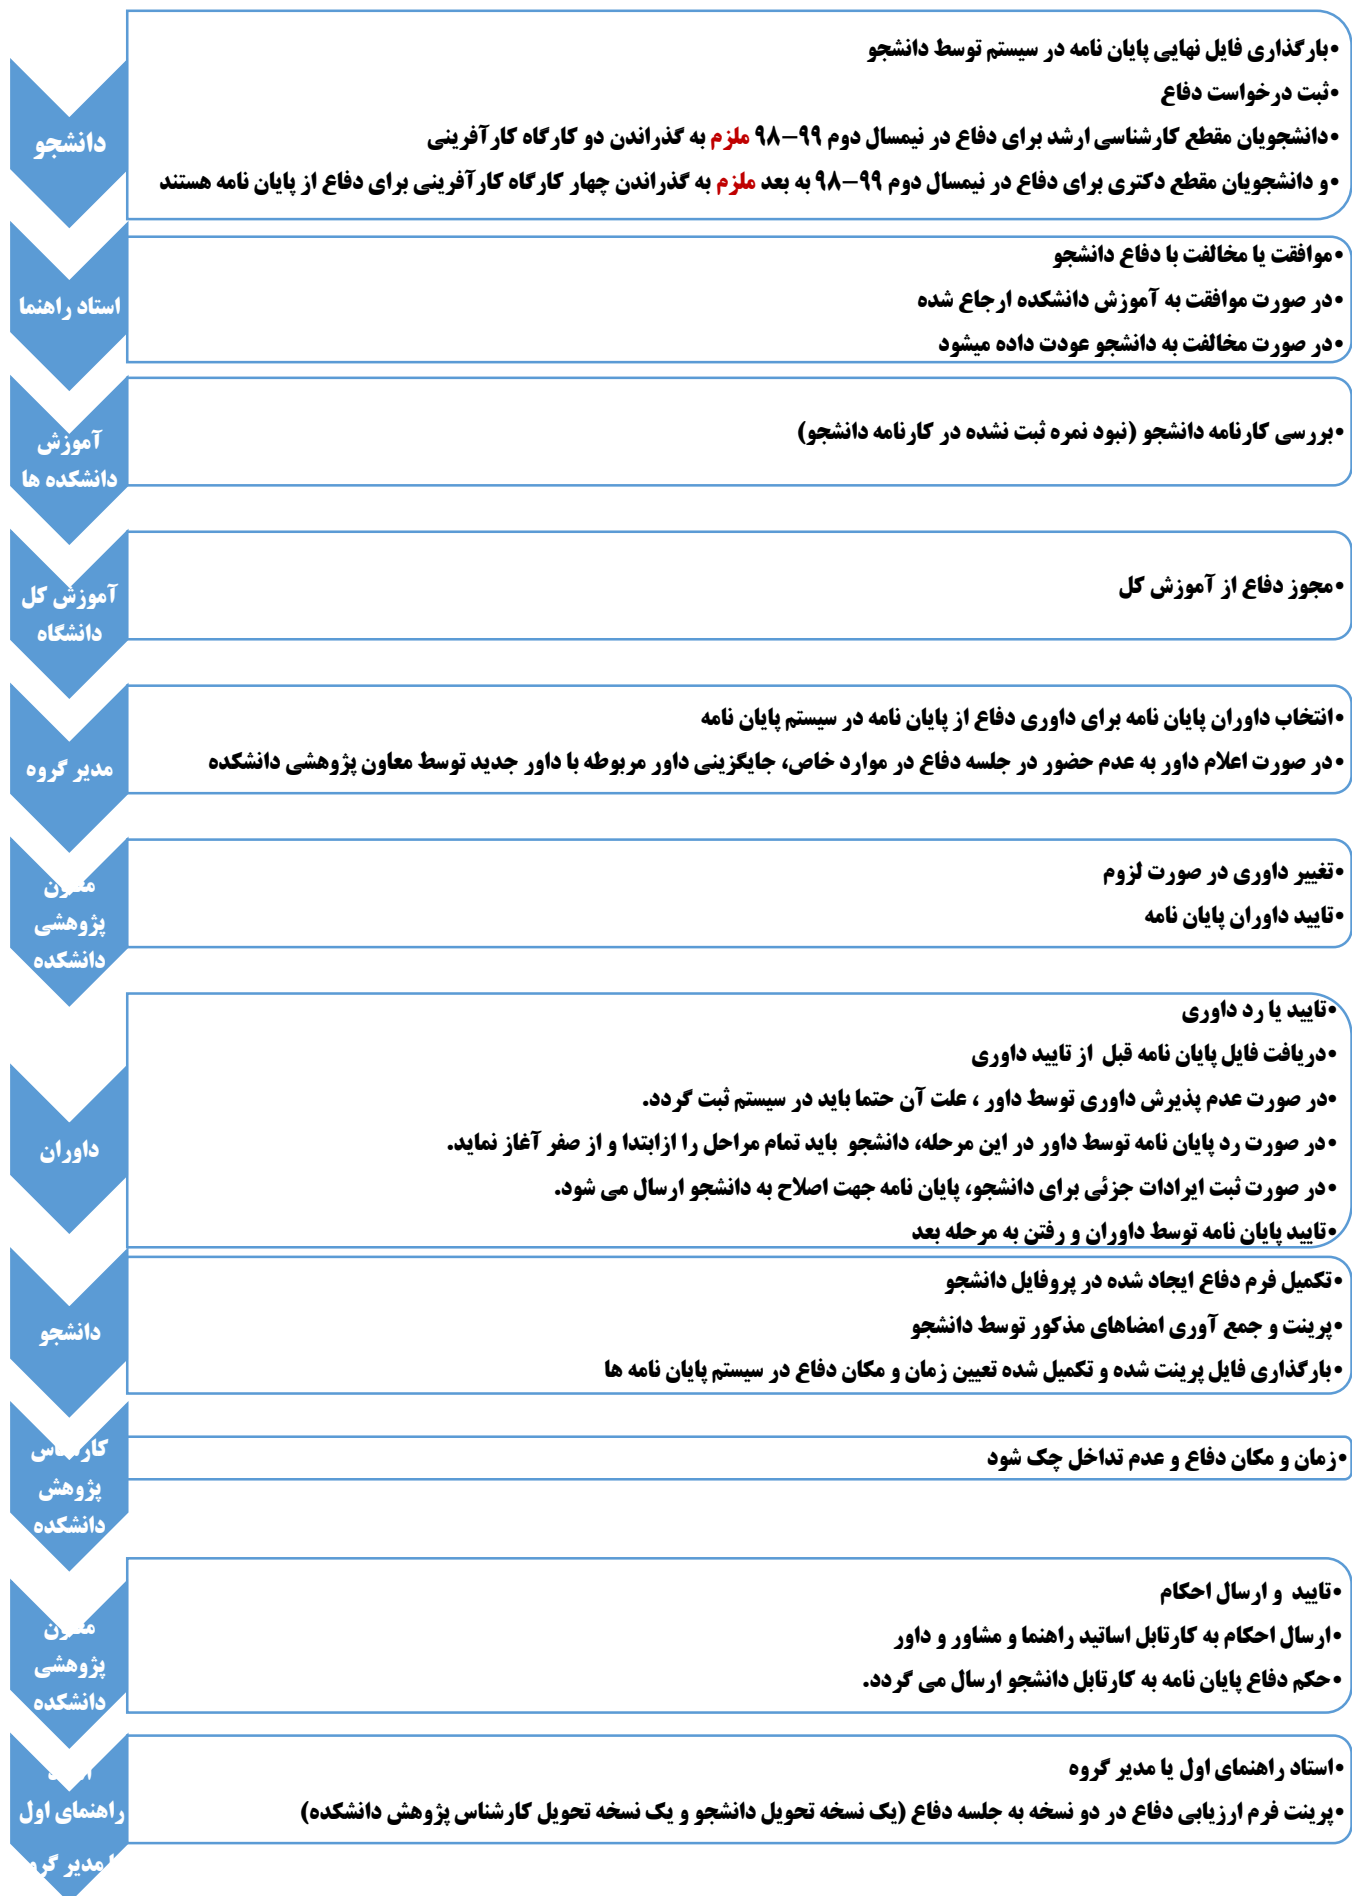 دانشجو
•بارگذاری فایل نهایی پایان نامه در سیستم توسط دانشجو
•ثبت درخواست دفاع
•دانشجویان مقطع کارشناسی ارشد برای دفاع در نیمسال دوم ۹۹-۹۸ ملزم به گذراندن دو کارگاه کارآفرینی
•و دانشجویان مقطع دکتری برای دفاع در نیمسال دوم ۹۹-۹۸ به بعد ملزم به گذراندن چهار کارگاه کارآفرینی برای دفاع از پایان نامه هستند
استاد راهنما
•موافقت یا مخالفت با دفاع دانشجو
•در صورت موافقت به آموزش دانشکده ارجاع شده
•در صورت مخالفت به دانشجو عودت داده میشود
آموزش
دانشکده ها
•بررسی کارنامه دانشجو (نبود نمره ثبت نشده در کارنامه دانشجو)
آموزش کل
دانشگاه
•مجوز دفاع از آموزش کل
مدیر گروه
•انتخاب داوران پایان نامه برای داوری دفاع از پایان نامه در سیستم پایان نامه
•در صورت اعلام داور به عدم حضور در جلسه دفاع در موارد خاص، جایگزینی داور مربوطه با داور جدید توسط معاون پژوهشی دانشکده
معاون
پژوهشی
دانشکده
•تغییر داوری در صورت لزوم
•تایید داوران پایان نامه
داوران
•تایید یا رد داوری
•دریافت فایل پایان نامه قبل از تایید داوری
•در صورت عدم پذیرش داوری توسط داور ، علت آن حتما باید در سیستم ثبت گردد.
•در صورت رد پایان نامه توسط داور در این مرحله، دانشجو باید تمام مراحل را ازابتدا و از صفر آغاز نماید.
•در صورت ثبت ایرادات جزئی برای دانشجو، پایان نامه جهت اصلاح به دانشجو ارسال می شود.
•تایید پایان نامه توسط داوران و رفتن به مرحله بعد
دانشجو
•تکمیل فرم دفاع ایجاد شده در پروفایل دانشجو
•پرینت و جمع آوری امضاهای مذکور توسط دانشجو
•بارگذاری فایل پرینت شده و تکمیل شده تعیین زمان و مکان دفاع در سیستم پایان نامه ها
کارشناس
پژوهش
دانشکده
•زمان و مکان دفاع و عدم تداخل چک شود
معاون
پژوهشی
دانشکده
•تایید و ارسال احکام
•ارسال احکام به کارتابل اساتید راهنما و مشاور و داور
•حکم دفاع پایان نامه به کارتابل دانشجو ارسال می گردد.
راهنمای اول
مدیر گروه
•استاد راهنمای اول یا مدیر گروه
•پرینت فرم ارزیابی دفاع در دو نسخه به جلسه دفاع (یک نسخه تحویل دانشجو و یک نسخه تحویل کارشناس پژوهش دانشکده)